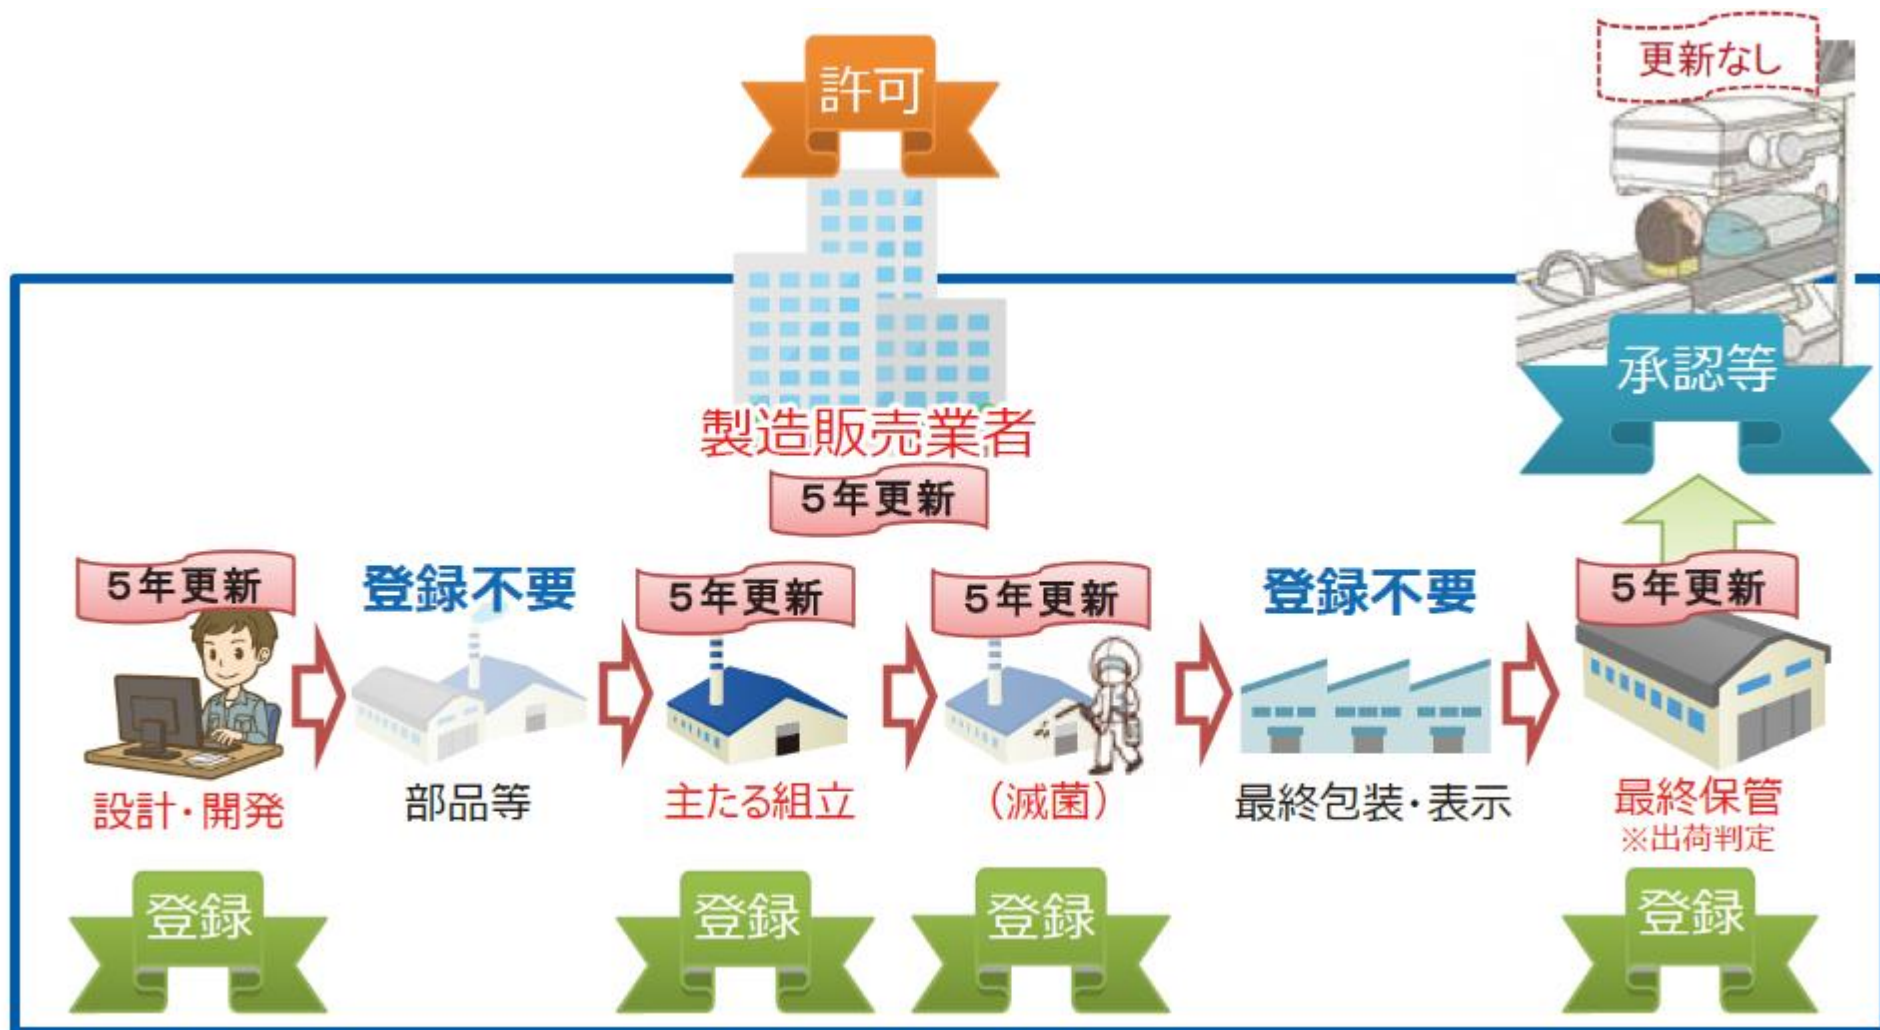 許可
更新なし
承認等
製造販売業者
５年更新
５年更新
登録不要
５年更新
５年更新
登録不要
５年更新
設計・開発
部品等
主たる組立
（滅菌）
最終包装・表示
最終保管
※出荷判定
登録
登録
登録
登録